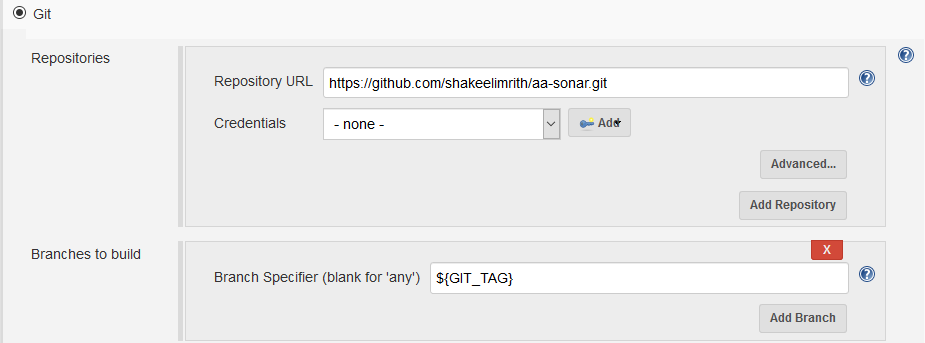 Git
Repositories
Repository URL https://github.com/shakeelimrith/aa-sonar.git
Credentials - none - Add
Advanced...
Add Repository
Branches to build
X
Branch Specifier (blank for 'any') ${GIT_TAG}
Add Branch